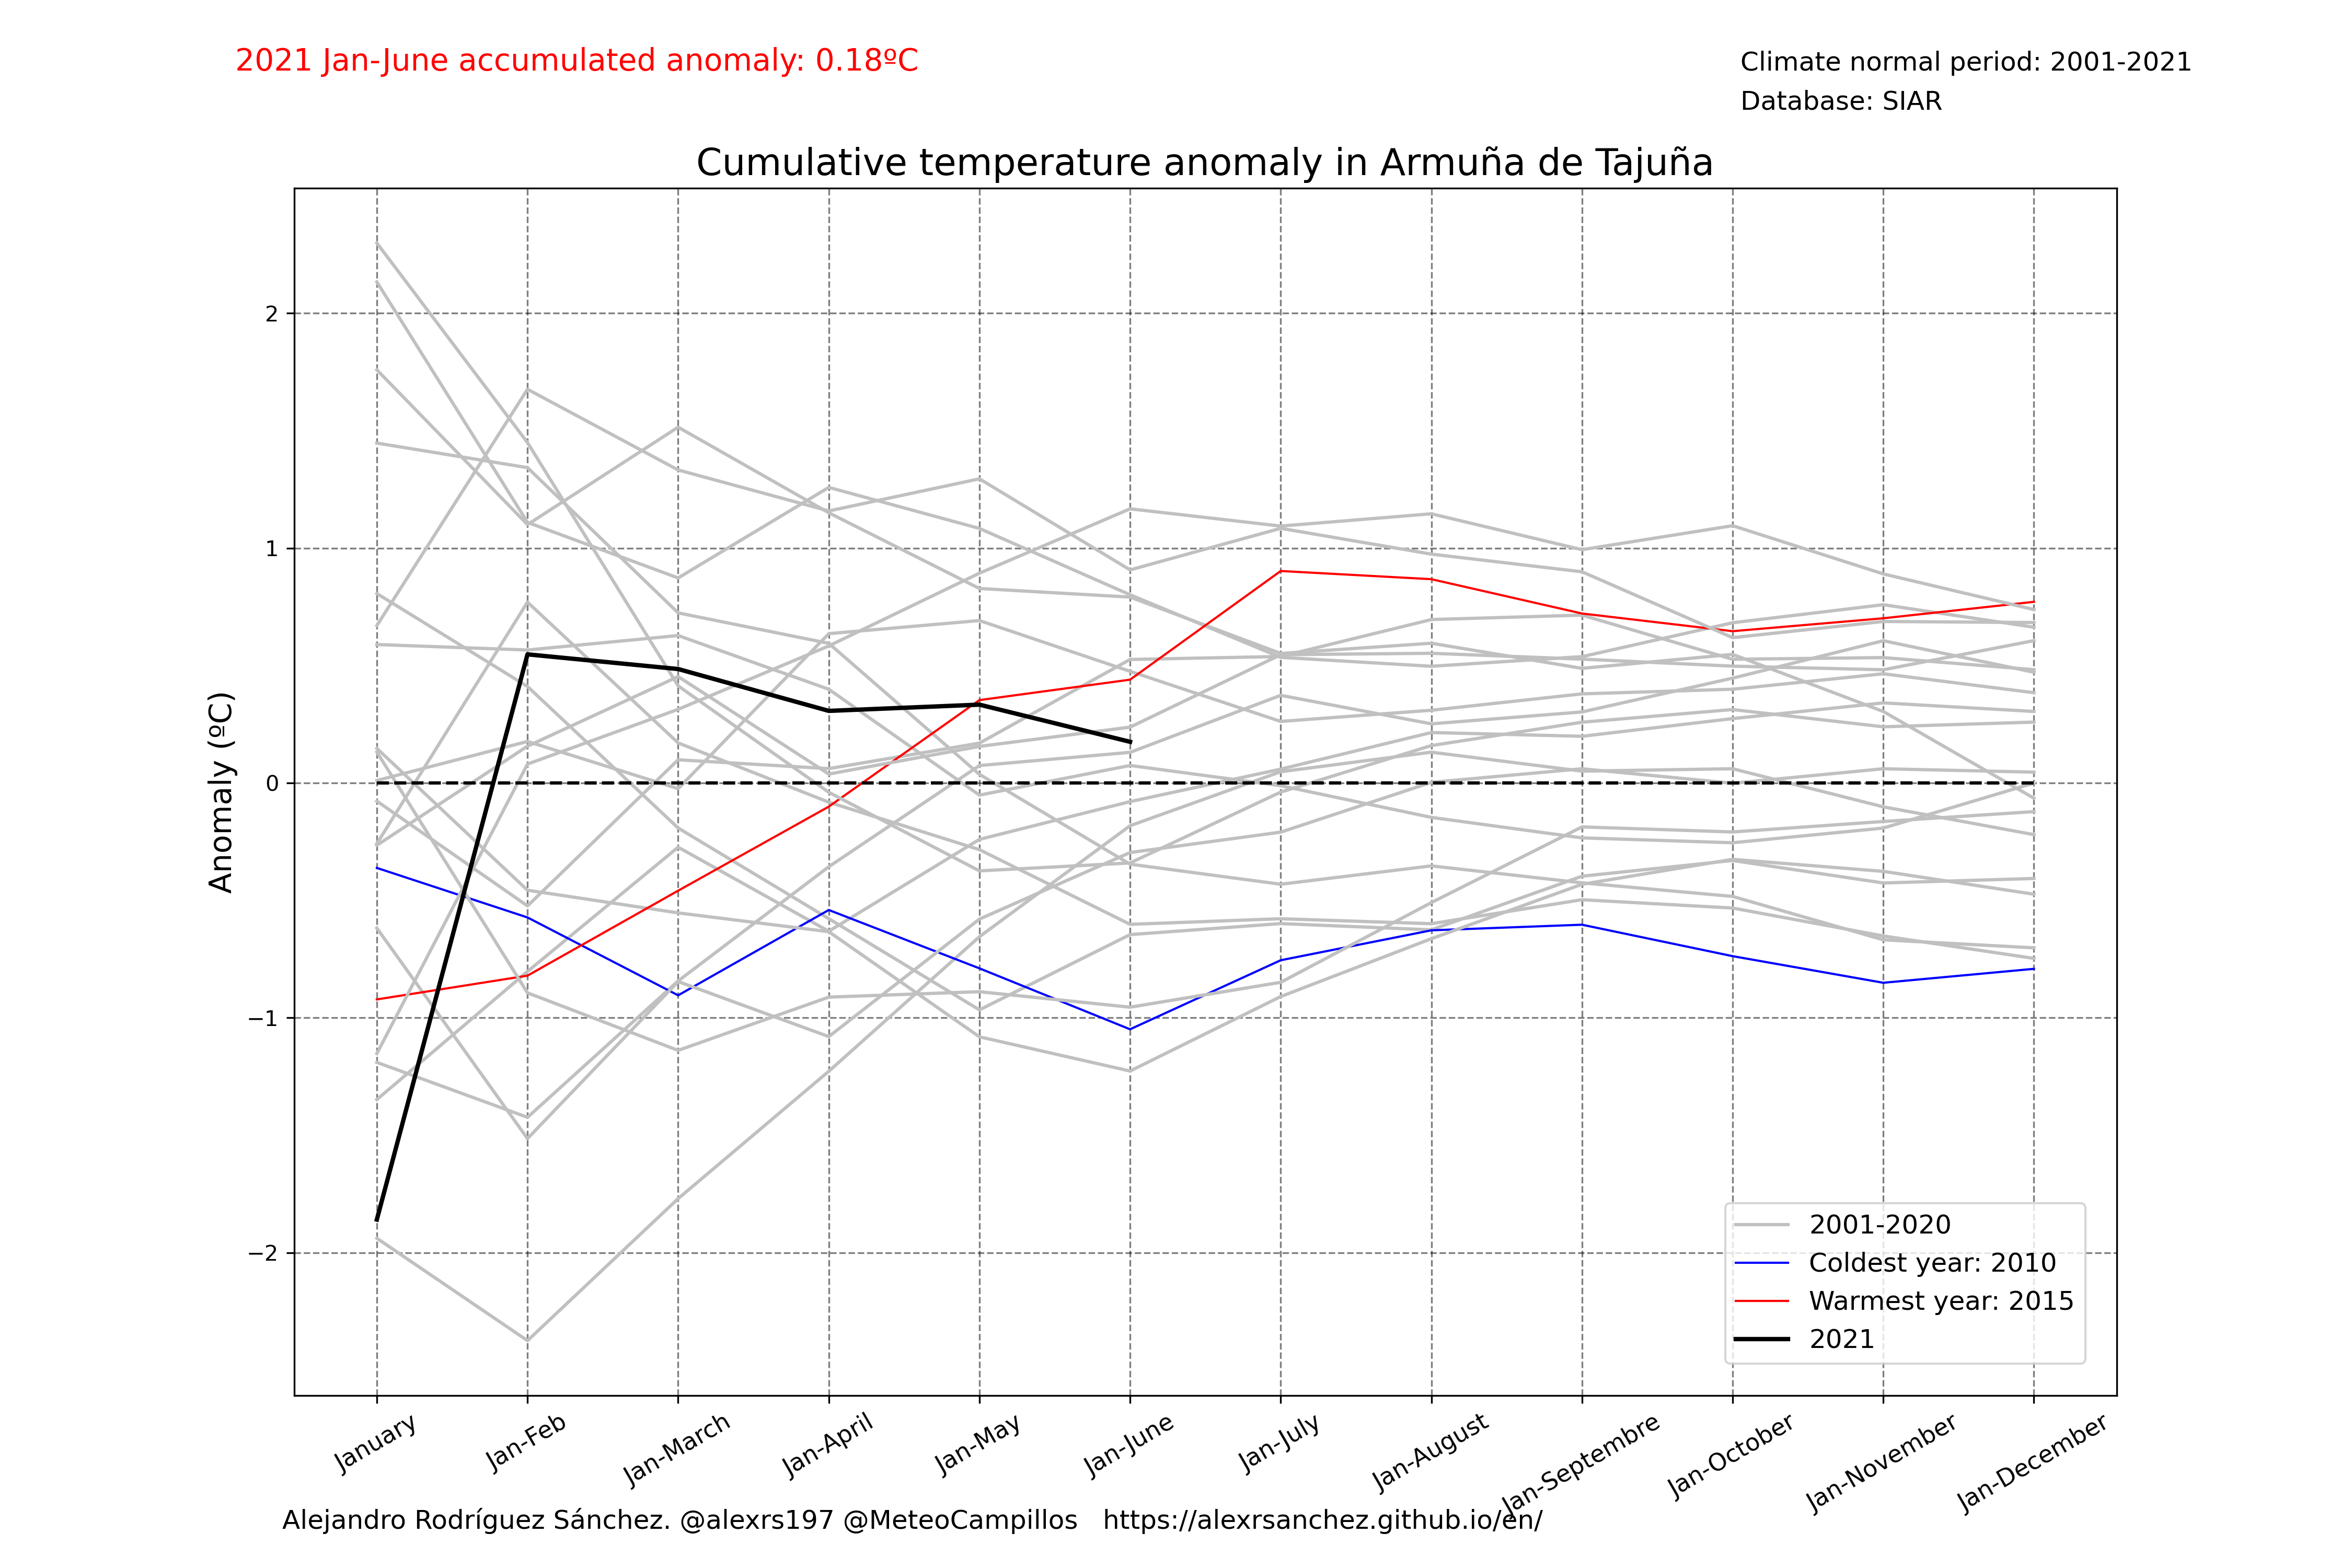 2021 Jan-June accumulated anomaly: 0.18ºC
Climate normal period: 2001-2021
Database: SIAR
Cumulative temperature anomaly in Armuña de Tajuña
Anomaly (ºC)
2
1
0
−1
−2
2001-2020
Coldest year: 2010
Warmest year: 2015
2021
January
Jan-Feb
Jan-March
Jan-April
Jan-May
Jan-June
Jan-July
Jan-August
Jan-Septembre
Jan-October
Jan-November
Jan-December
Alejandro Rodríguez Sánchez. @alexrs197 @MeteoCampillos   https://alexrsanchez.github.io/en/